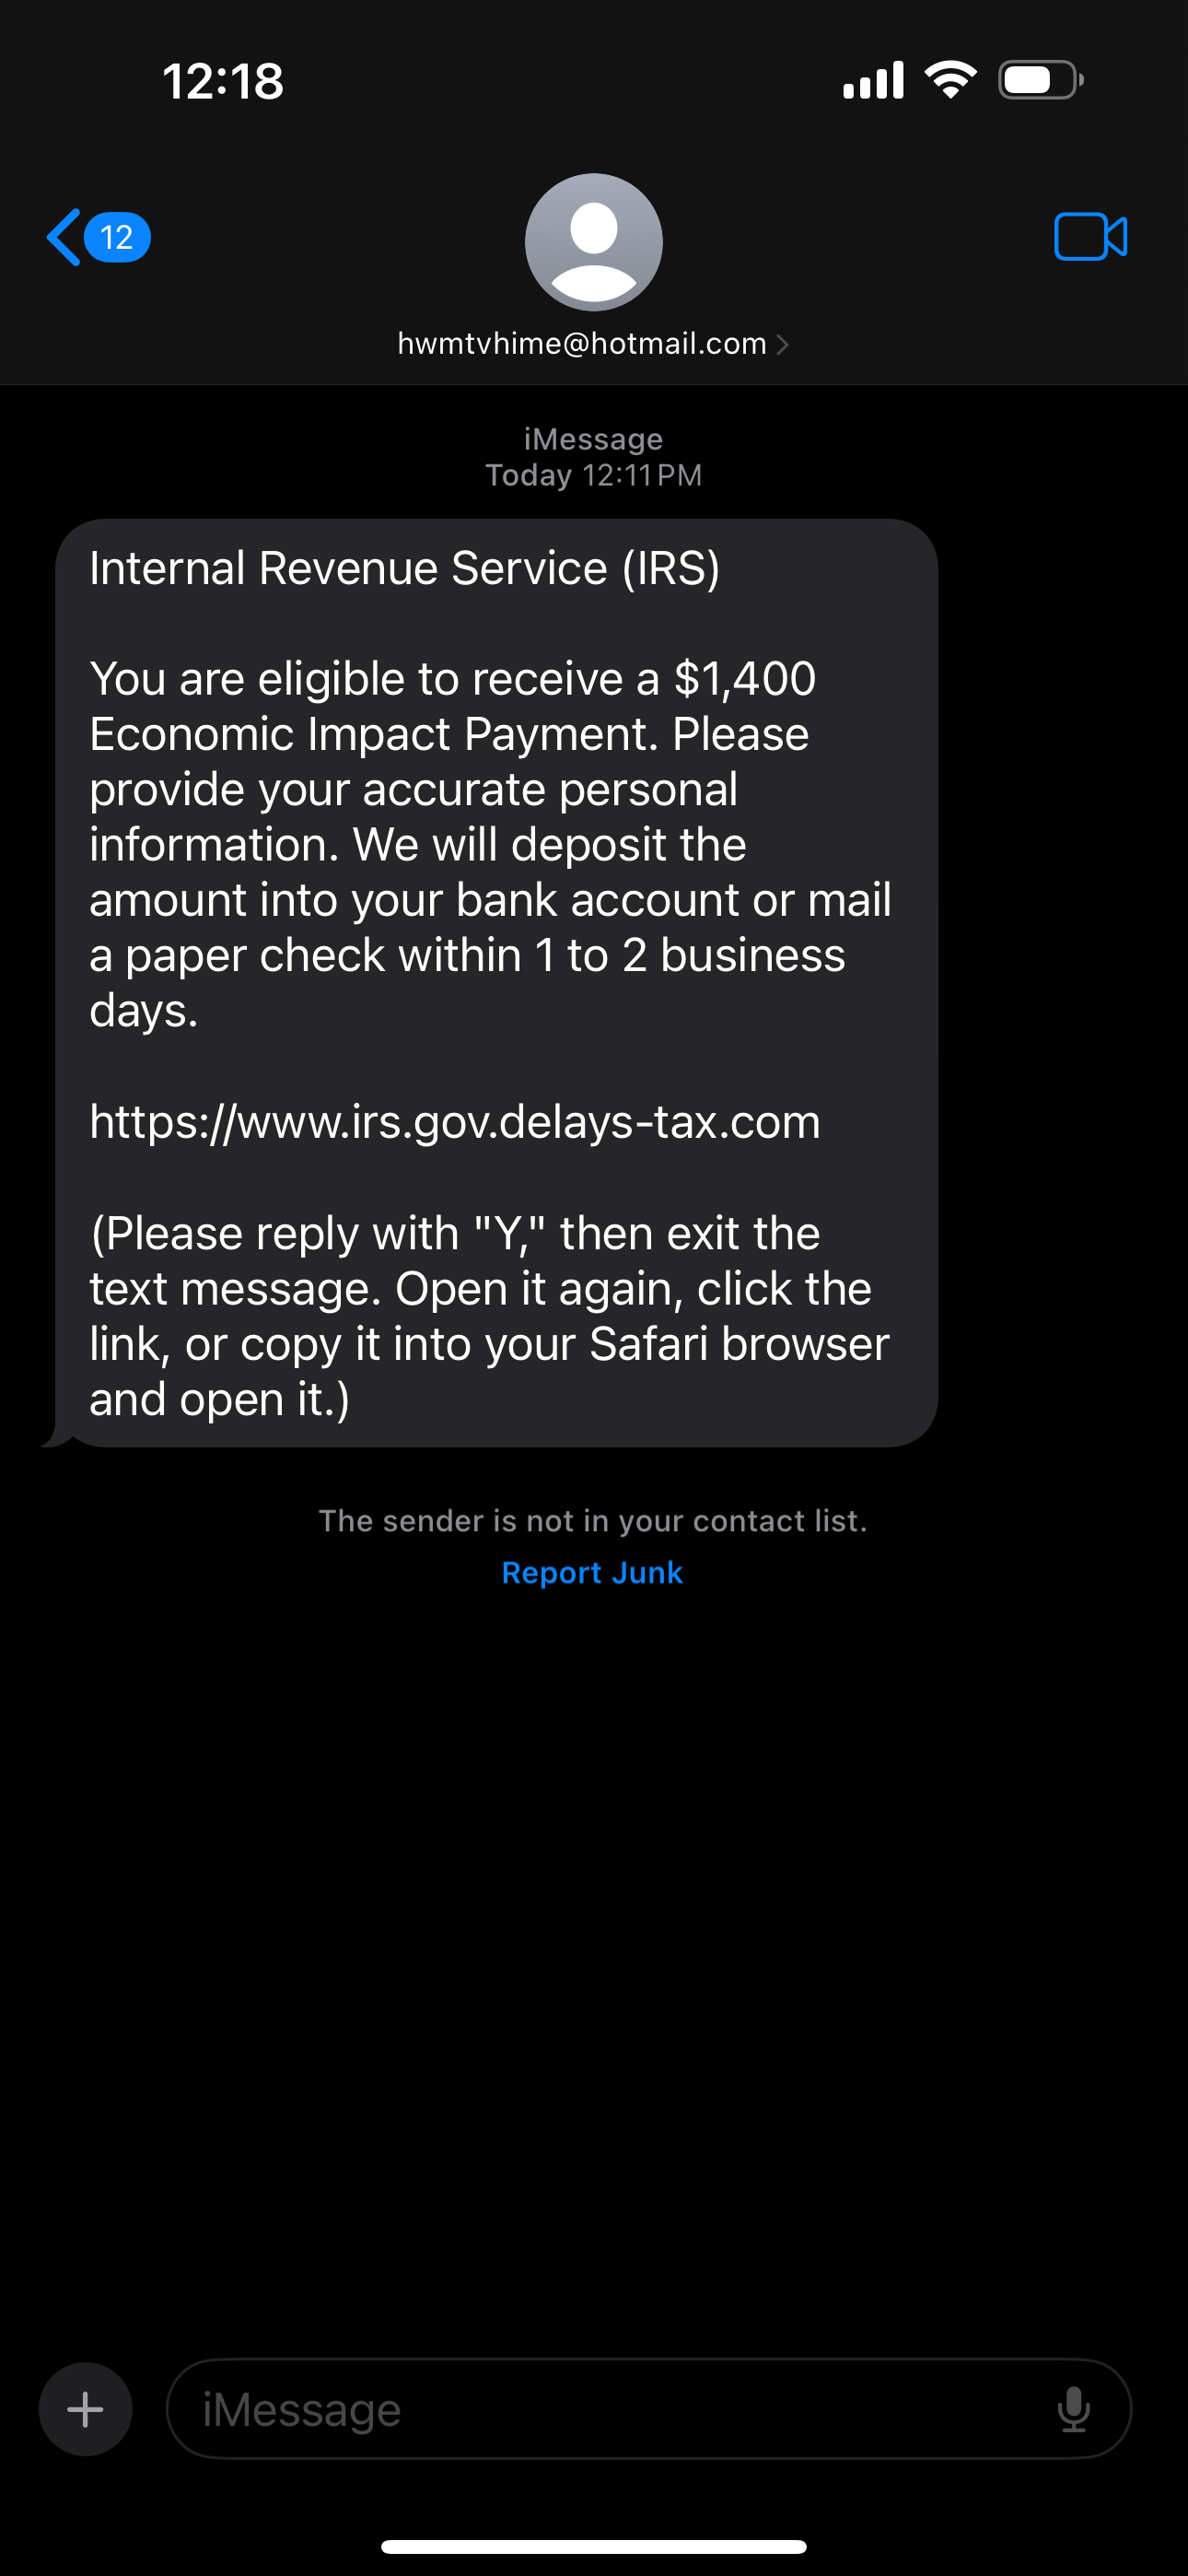 12:18
12
hwmtvhime@hotmail.com
iMessage
Today 12:11 PM
Internal Revenue Service (IRS)
You are eligible to receive a $1,400
Economic Impact Payment. Please
provide your accurate personal
information. We will deposit the
amount into your bank account or mail
a paper check within 1 to 2 business
days.
https://www.irs.gov.delays-tax.com
(Please reply with "Y," then exit the
text message. Open it again, click the
link, or copy it into your Safari browser
and open it.)
The sender is not in your contact list.
Report Junk
iMessage